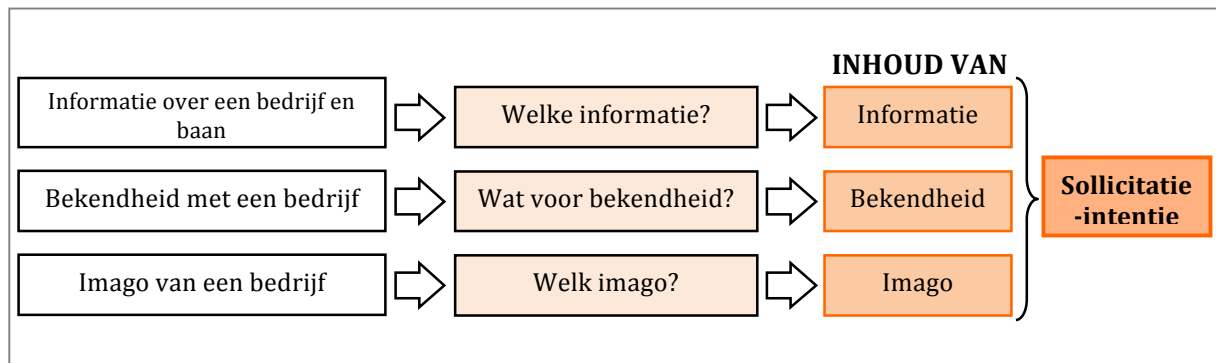 INHOUD VAN
Informatie over een bedrijf en
baan
Welke informatie?
Informatie
Bekendheid met een bedrijf
Wat voor bekendheid?
Bekendheid
Imago van een bedrijf
Welk imago?
Imago
Sollicitatie
-intentie